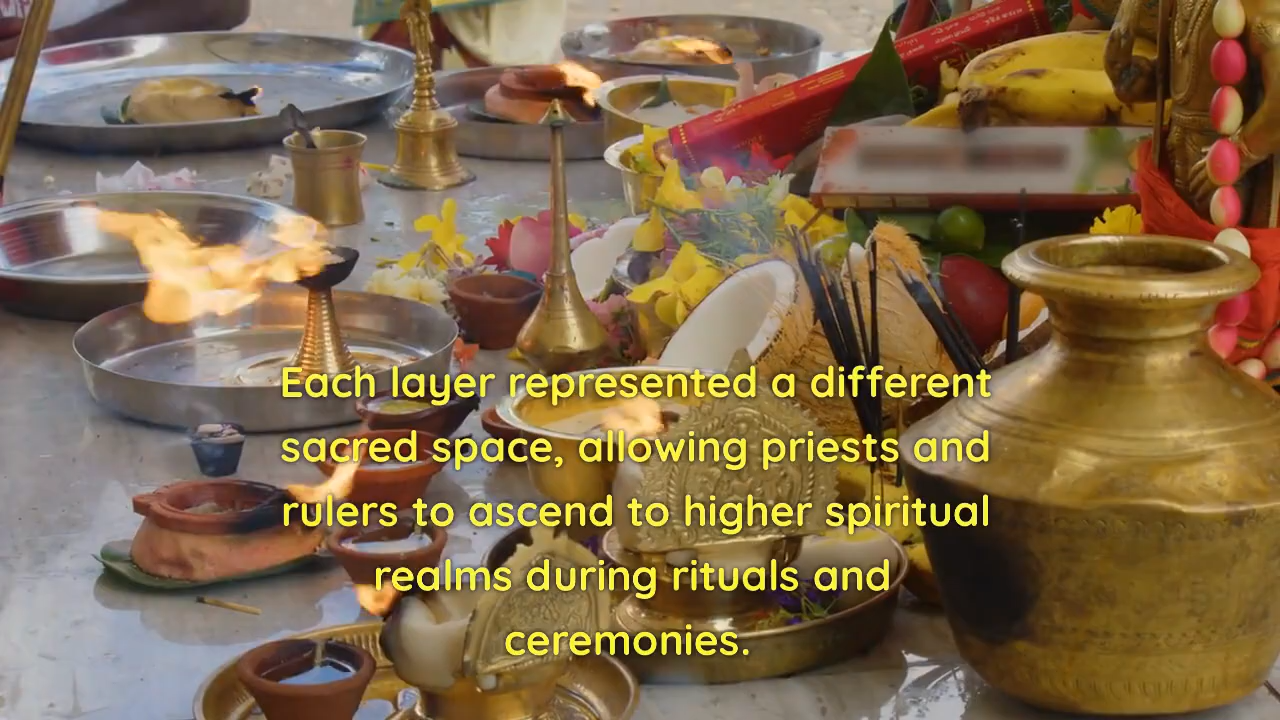 Each layer represented a different
sacred space, allowing priests and
rulers to ascend to higher spiritual
realms during rituals and
ceremonies.